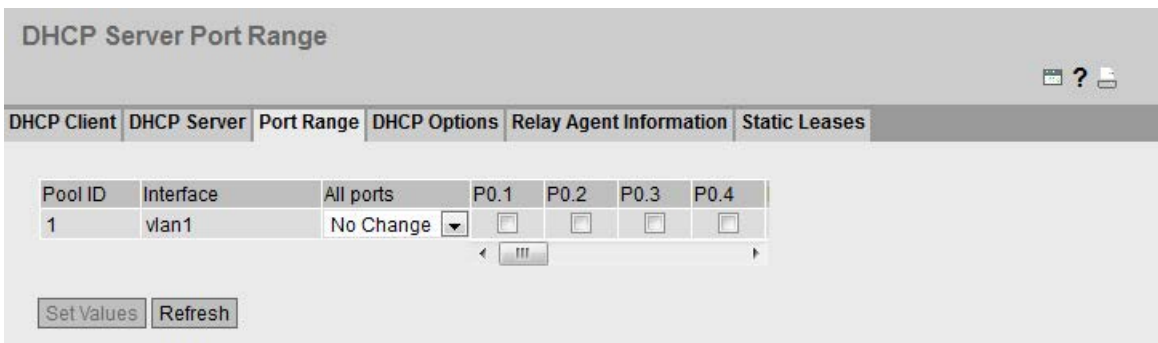 DHCP Server Port Range
?
DHCP Client DHCP Server Port Range DHCP Options Relay Agent Information Static Leases
Pool ID Interface All ports P0.1 P0.2 P0.3 P0.4
1 vlan1 No Change
Set Values Refresh